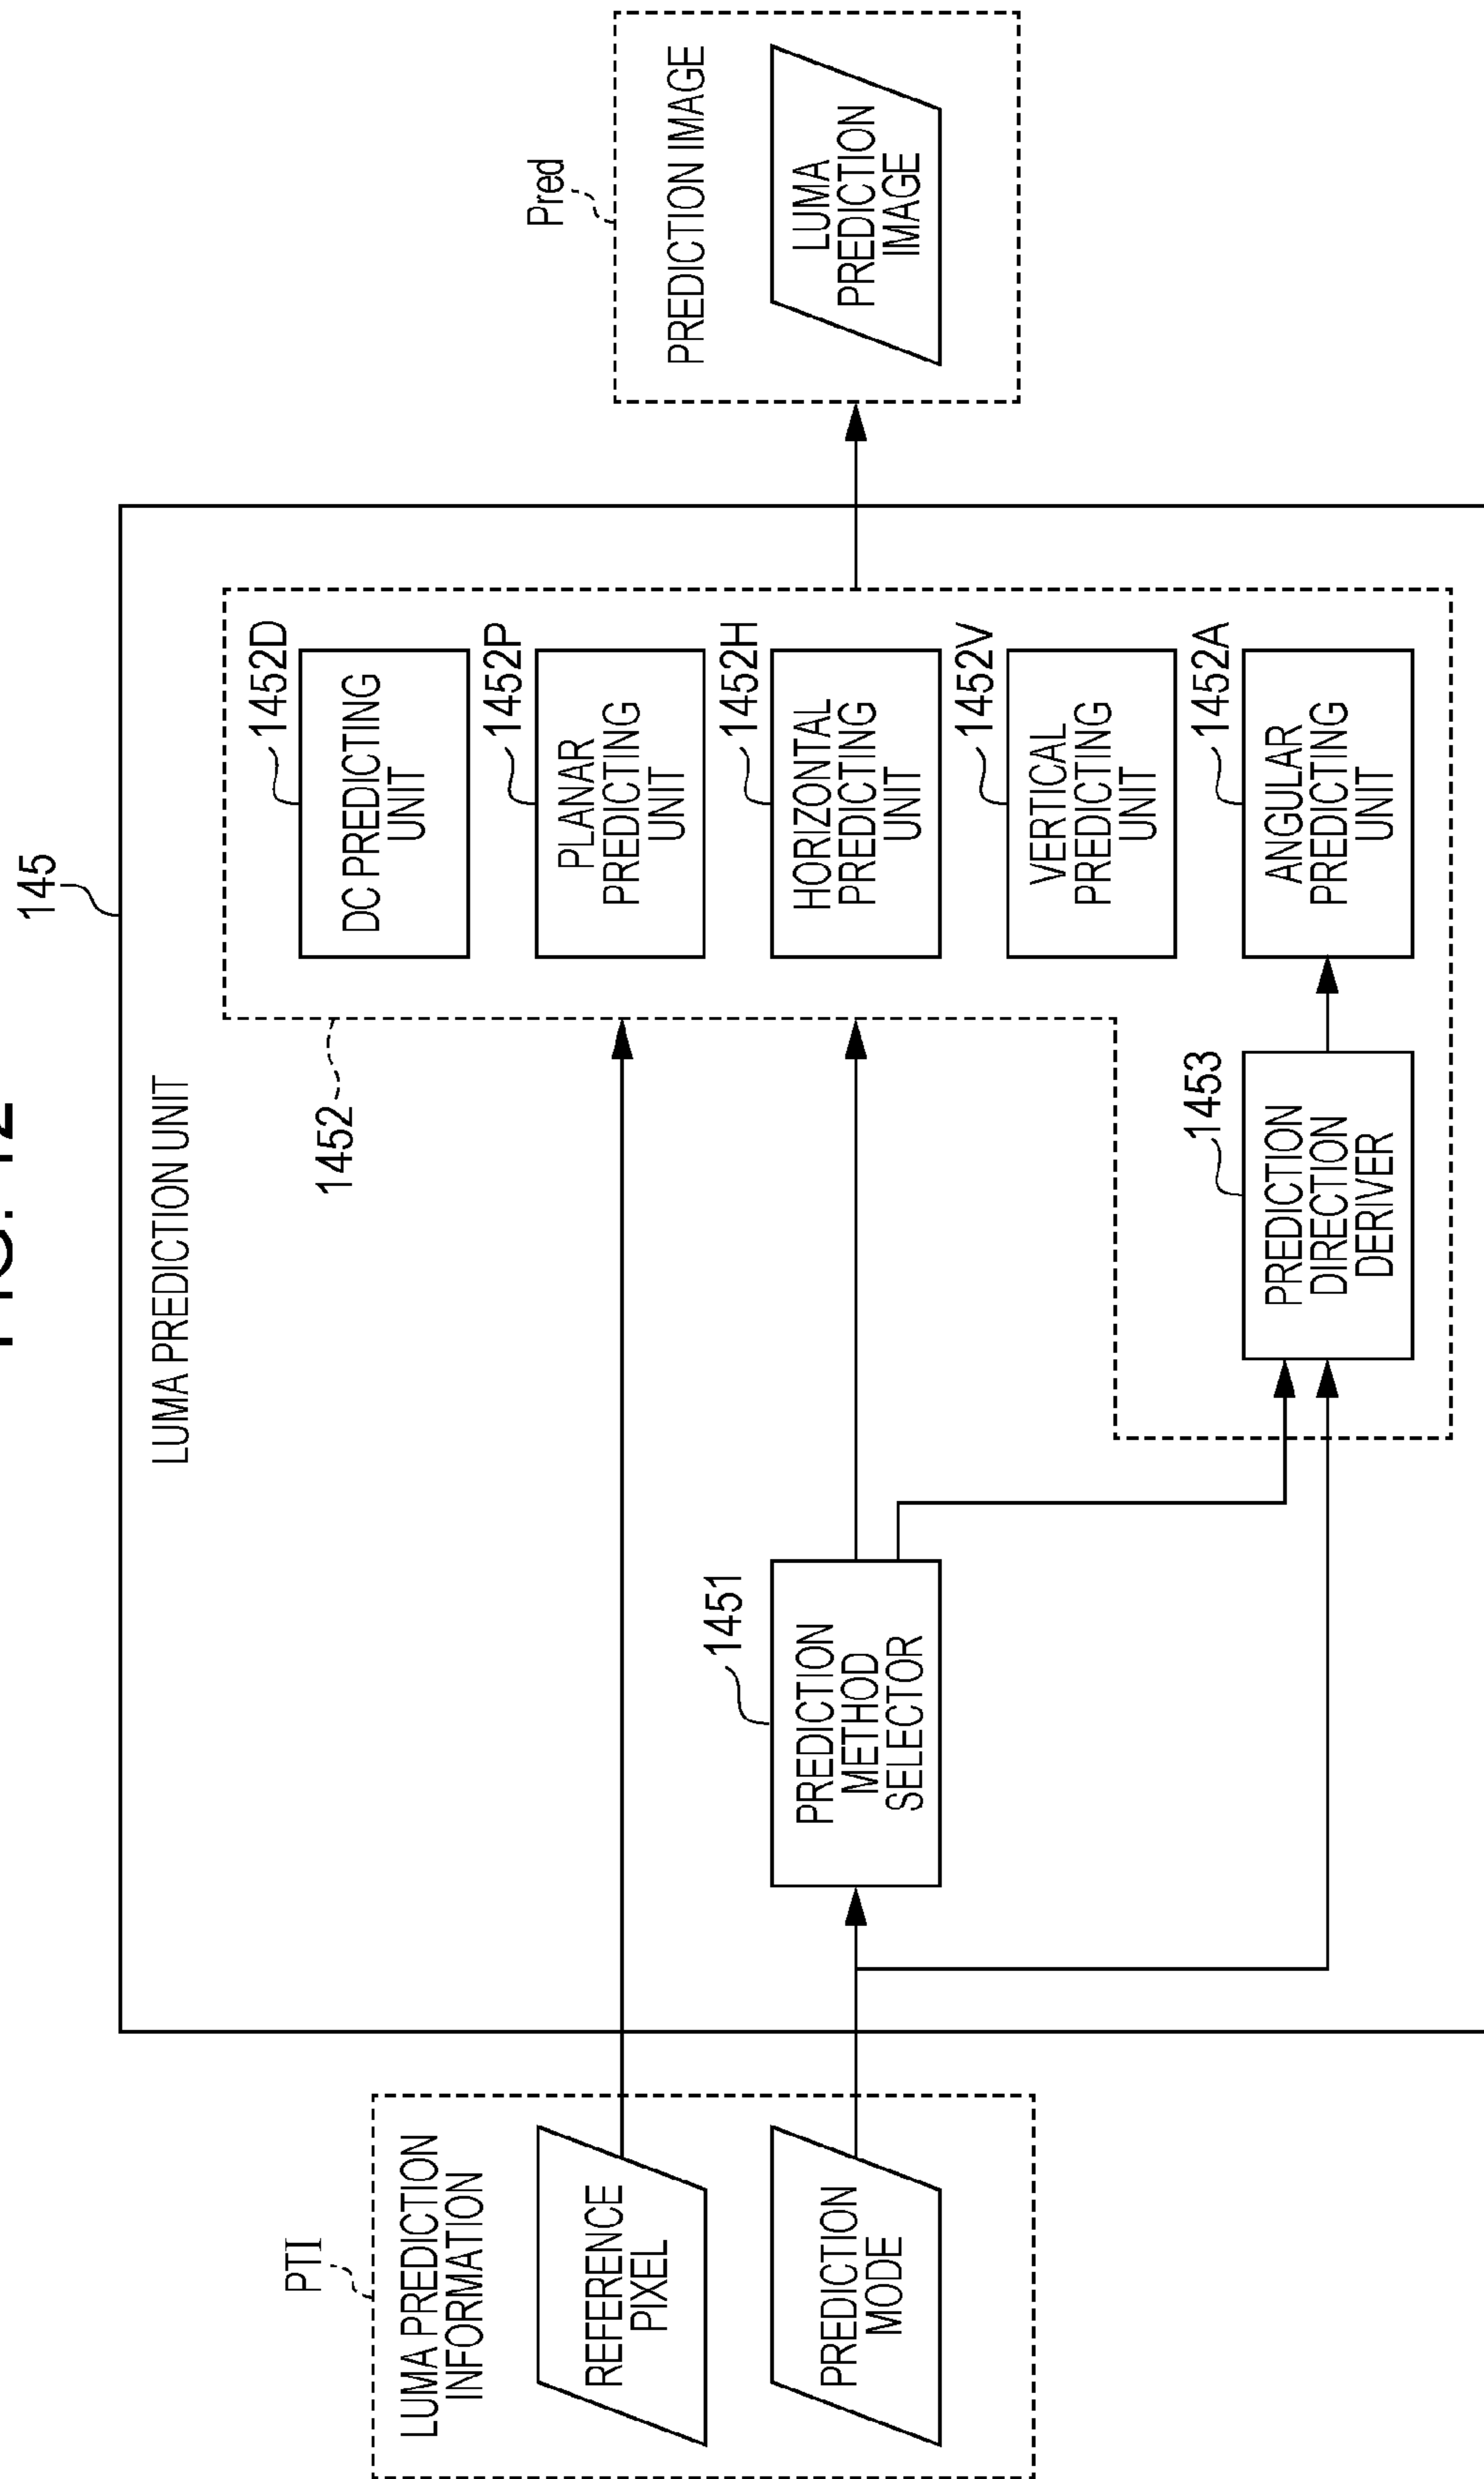 145
LUMA PREDICTION UNIT
PTI
LUMA PREDICTION
INFORMATION
REFERENCE
PIXEL
PREDICTION
MODE
1451
PREDICTION
METHOD
SELECTOR
1452
1452D
DC PREDICTING
UNIT
1452P
PLANAR
PREDICTING
UNIT
1452H
HORIZONTAL
PREDICTING
UNIT
1452V
VERTICAL
PREDICTING
UNIT
1453
PREDICTION
DIRECTION
DERIVER
1452A
ANGULAR
PREDICTING
UNIT
Pred
PREDICTION IMAGE
LUMA
PREDICTION
IMAGE